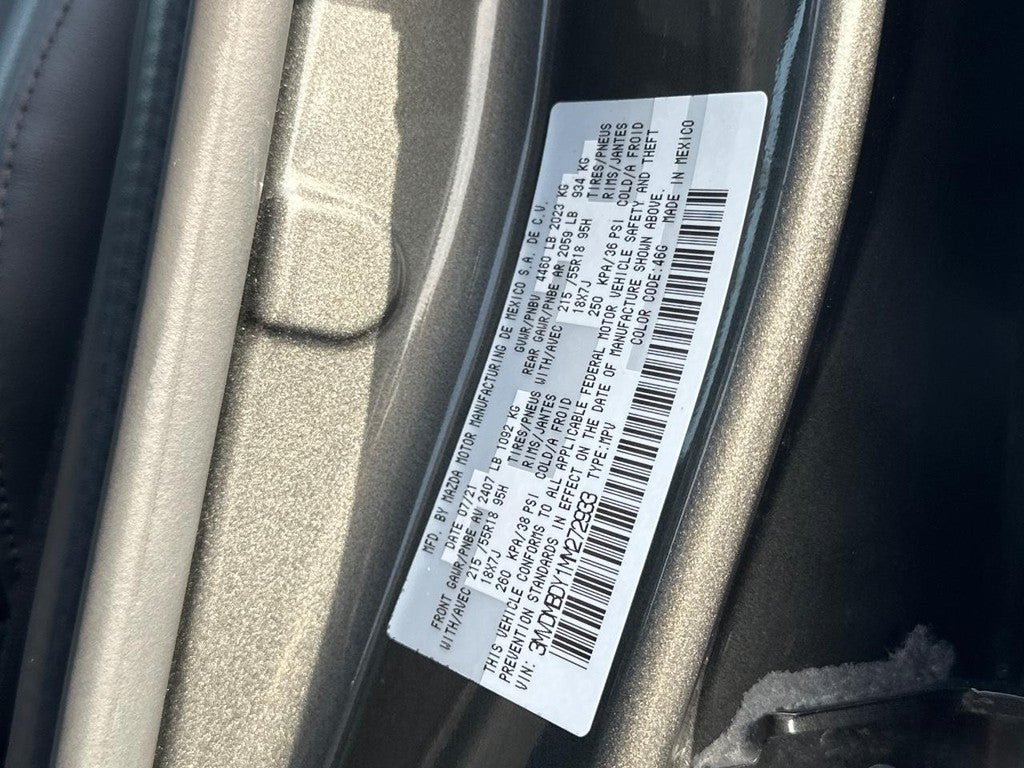 MFD. BY MAZDA MOTOR MANUFACTURING DE MEXICO S.A. DE C.V.
DATE 07/21 GVWR/PNBV 4460 LB 2023 KG
FRONT GAWR/PNBE AV 2407 LB 1092 KG REAR GAWR/PNBE AR 2059 LB 934 KG
WITH/AVEC 215 /55R18 95H TIRES/PNEUS WITH/AVEC 215 /55R18 95H TIRES/PNEUS
18X7J RIMS/JANTES 18X7J RIMS/JANTES
260 KPA/38 PSI COLD/A FROID 250 KPA/36 PSI COLD/A FROID
THIS VEHICLE CONFORMS TO ALL APPLICABLE FEDERAL MOTOR VEHICLE SAFETY AND THEFT
PREVENTION STANDARDS IN EFFECT ON THE DATE OF MANUFACTURE SHOWN ABOVE.
VIN: 3MVDMBDY1MM272933 TYPE:MPV COLOR CODE:46G MADE IN MEXICO